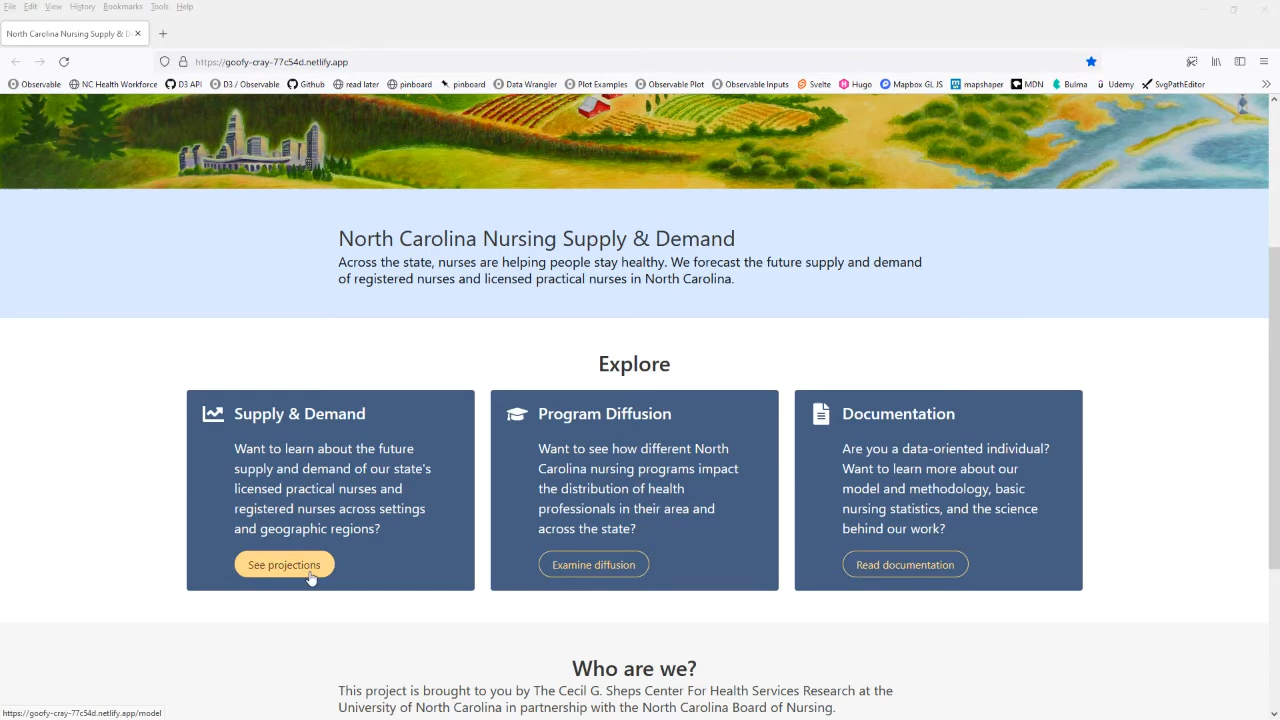 File Edit View History Bookmarks Tools Help
North Carolina Nursing Supply & D
https://goofy-cray-77c54d.netlify.app
Observable NC Health Workforce D3 API D3 / Observable Github read later pinboard pinboard Data Wrangler Plot Examples Observable Plot Observable Inputs Svelte Hugo Mapbox GL JS mapshaper MDN Bulma Udemy SvgPathEditor
North Carolina Nursing Supply & Demand
Across the state, nurses are helping people stay healthy. We forecast the future supply and demand
of registered nurses and licensed practical nurses in North Carolina.
Explore
Supply & Demand
Want to learn about the future
supply and demand of our state's
licensed practical nurses and
registered nurses across settings
and geographic regions?
See projections
Program Diffusion
Want to see how different North
Carolina nursing programs impact
the distribution of health
professionals in their area and
across the state?
Examine diffusion
Documentation
Are you a data-oriented individual?
Want to learn more about our
model and methodology, basic
nursing statistics, and the science
behind our work?
Read documentation
Who are we?
This project is brought to you by The Cecil G. Sheps Center For Health Services Research at the
University of North Carolina in partnership with the North Carolina Board of Nursing.
https://goofy-cray-77c54d.netlify.app/model